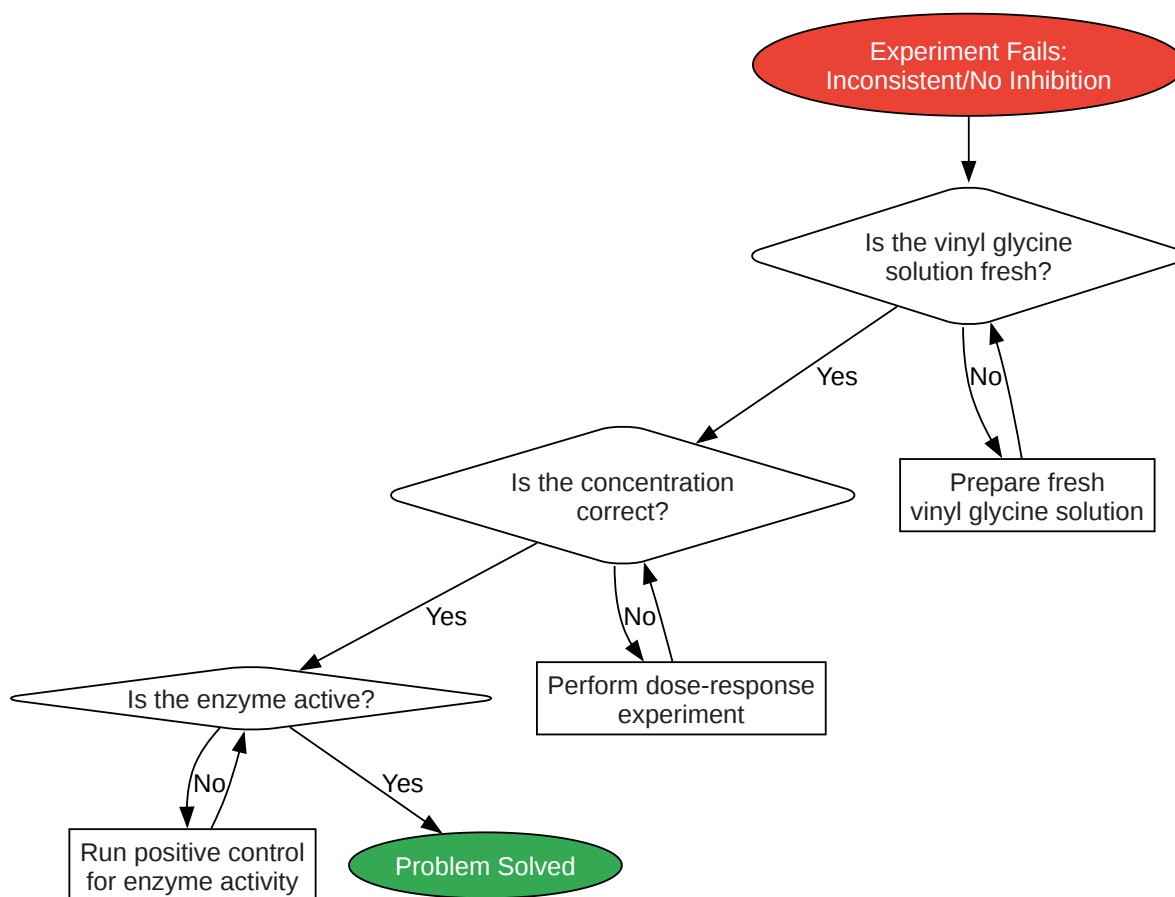 Experiment Fails:
Inconsistent/No Inhibition
Is the vinyl glycine
solution fresh?
Yes
No
Is the concentration
correct?
Prepare fresh
vinyl glycine solution
Yes
No
Is the enzyme active?
Perform dose-response
experiment
No
Yes
Run positive control
for enzyme activity
Problem Solved